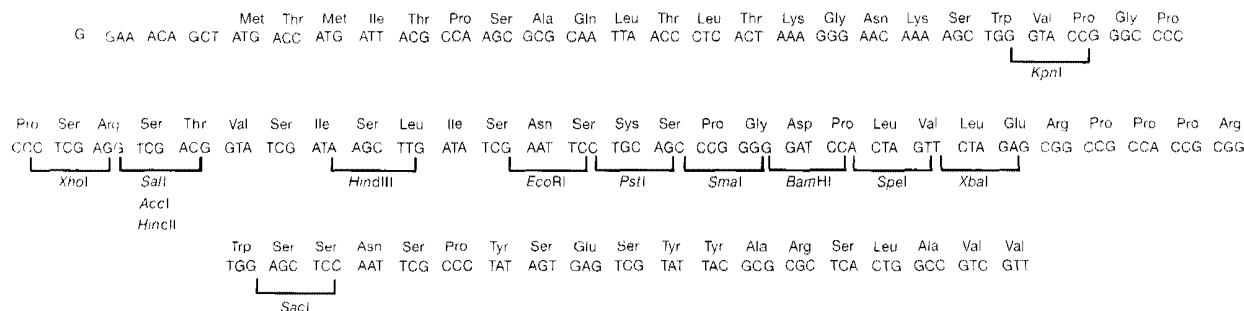 Met Thr Met Ile Thr Pro Ser Ala Gln Leu Thr Leu Thr Lys Gly Asn Lys Ser Trp Val Pro Gly Pro
G GAA ACA GCT ATG ACC ATG ATT ACG CCA AGC GCG CAA TTA ACC CTC ACT AAA GGG AAC AAA AGC TGG GTA CCG GGC CCC
KpnI
Pro Ser Arg Ser Thr Val Ser Ile Ser Leu Ile Ser Asn Ser Sys Ser Pro Gly Asp Pro Leu Val Leu Glu Arg Pro Pro Pro Arg
CCC TCG AGG TCG ACG GTA TCG ATA AGC TTG ATA TCG AAT TCC TGC AGC CCG GGG GAT CCA CTA GTT CTA GAG CGG CCG CCA CCG CGG
XhoI SalI HindIII EcoRI PstI SmaI BamHI SpeI XbaI
AccI
HincII
Trp Ser Ser Asn Ser Pro Tyr Ser Glu Ser Tyr Tyr Ala Arg Ser Leu Ala Val Val
TGG AGC TCC AAT TCG CCC TAT AGT GAG TCG TAT TAC GCG CGC TCA CTG GCC GTC GTT
SacI